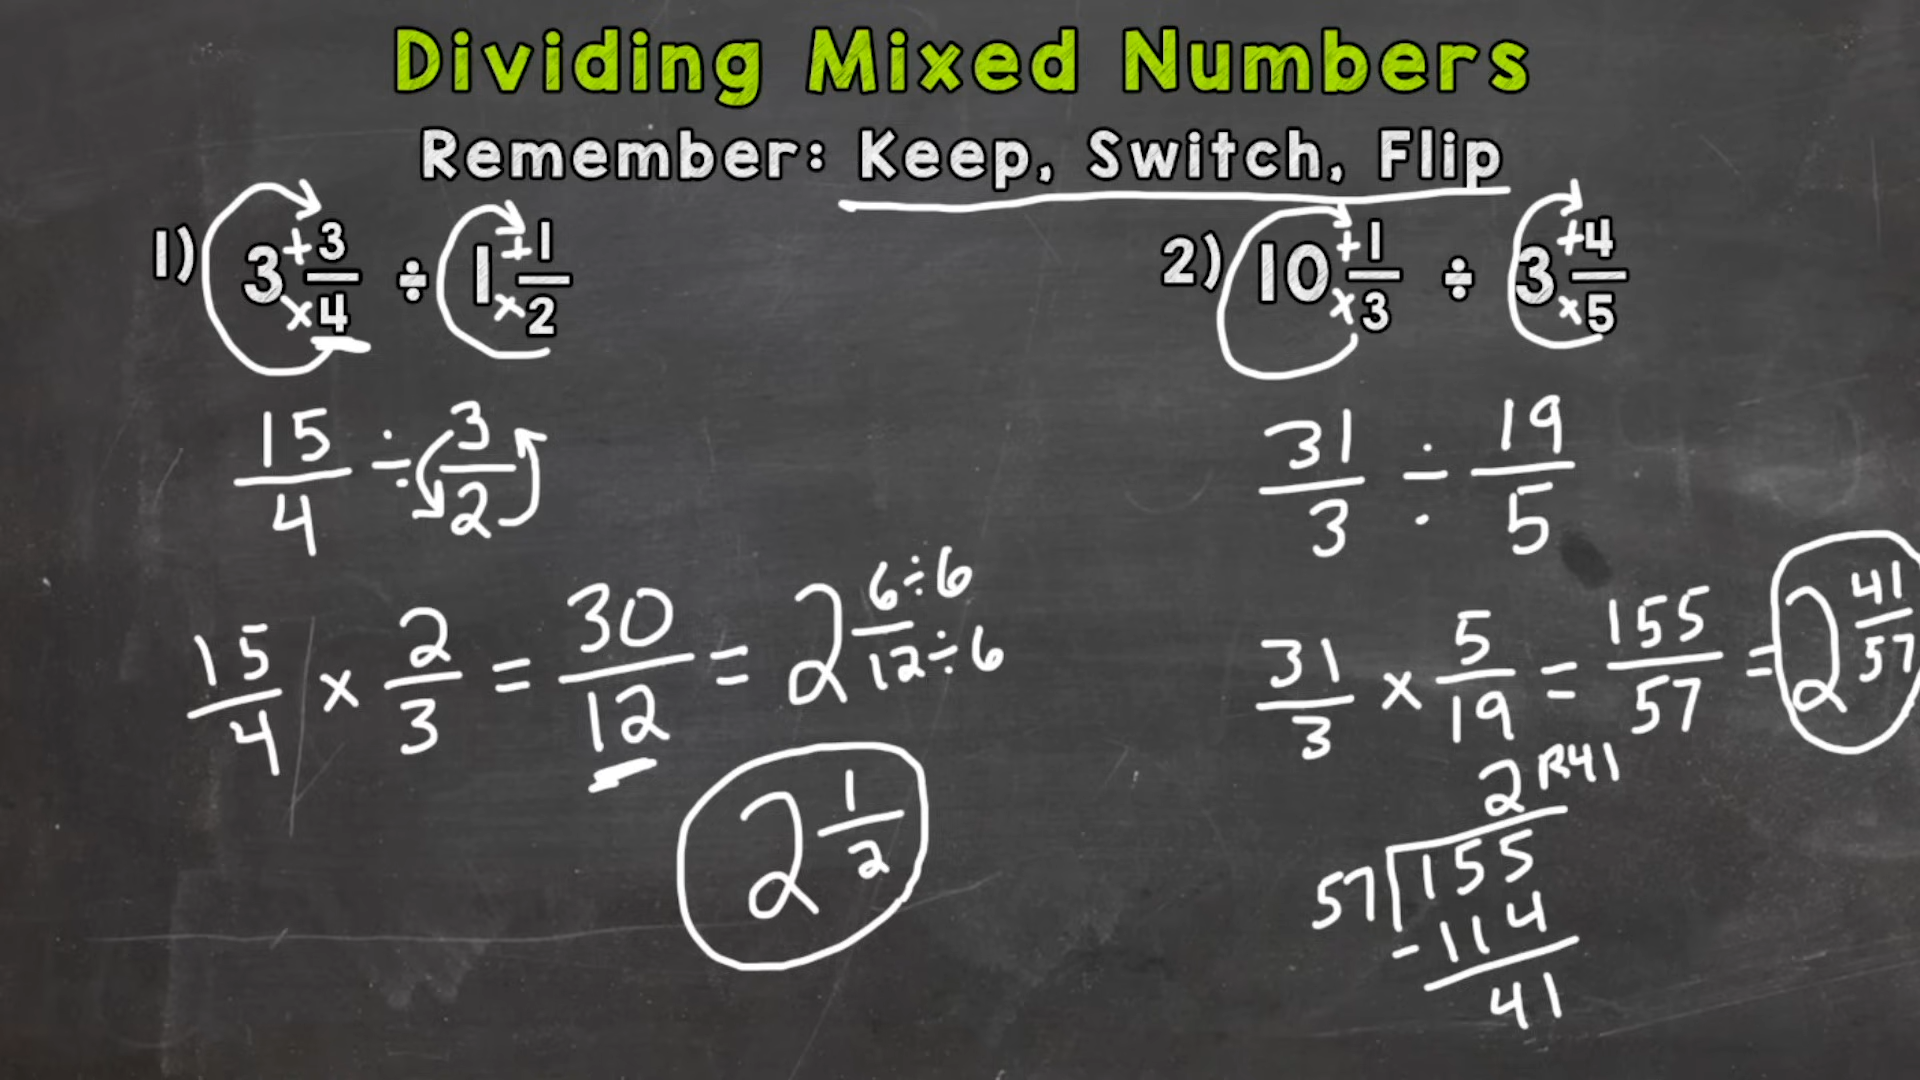 Dividing Mixed Numbers
Remember: Keep, Switch, Flip
1) 3 + 3/4 × ÷ 1 + 1/2 ×
15/4 ÷ 3/2
15/4 × 2/3 = 30/12 = 2 6÷6/12÷6
2 1/2
2) 10 + 1/3 × ÷ 3 + 4/5 ×
31/3 ÷ 19/5
31/3 × 5/19 = 155/57 = 2 41/57
2 R41
57 155
-114
41